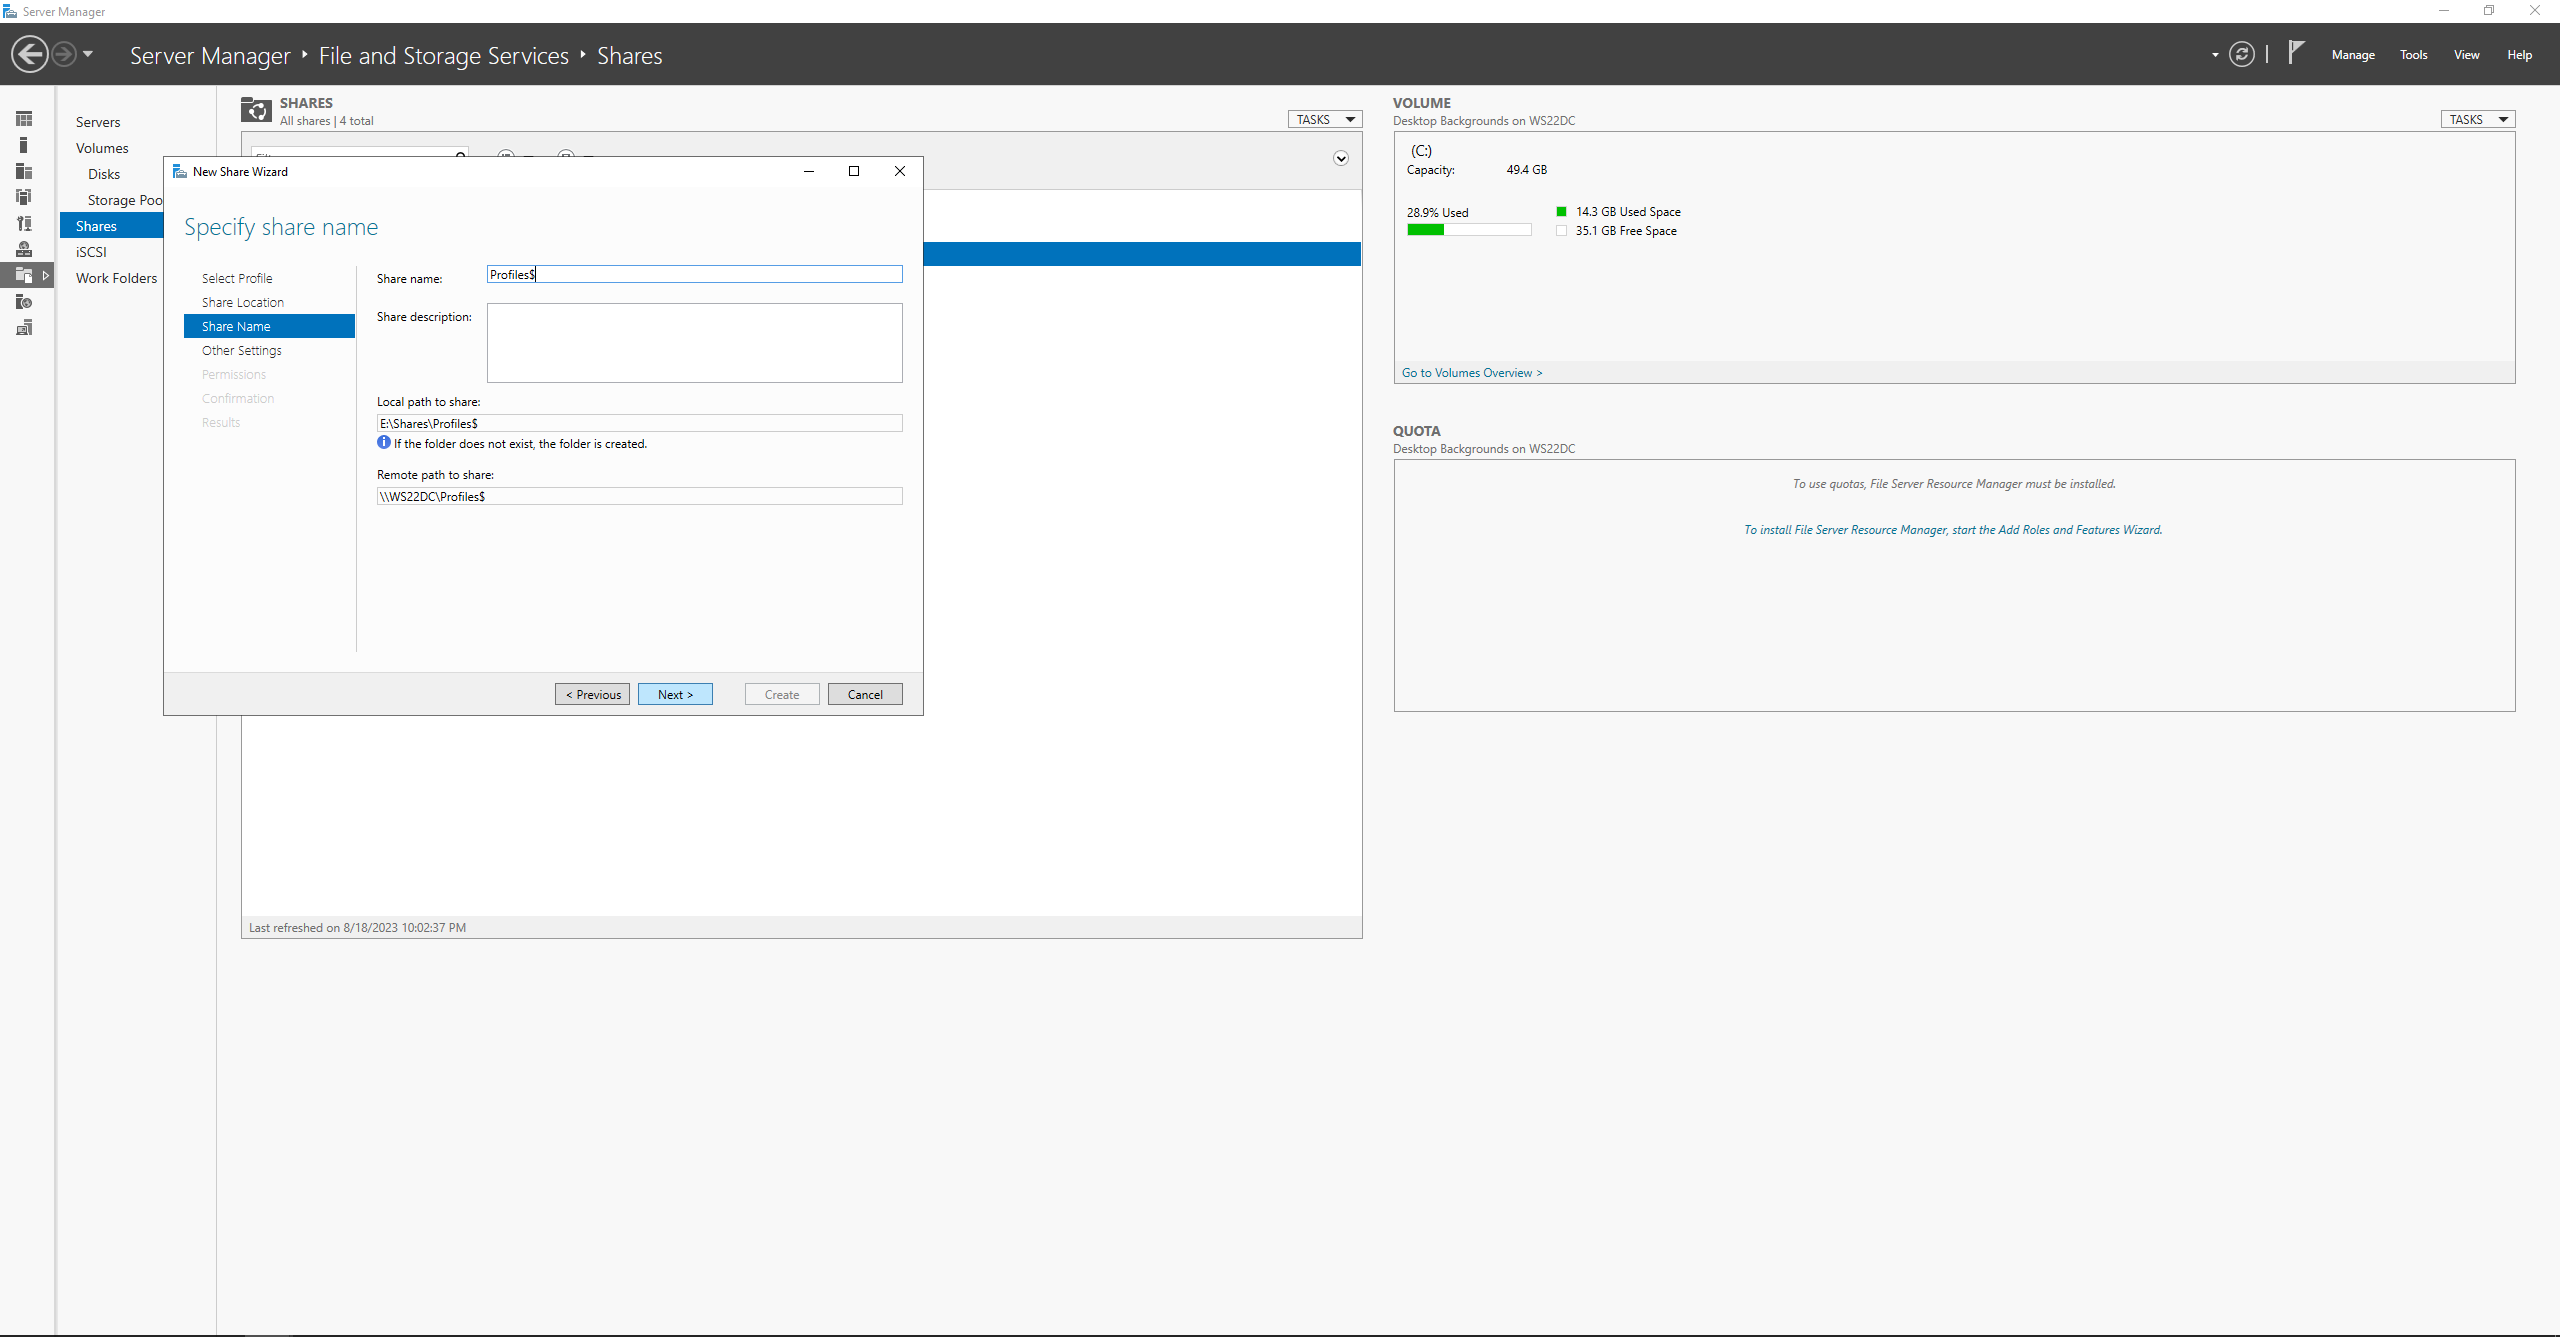 Server Manager
Server Manager ‣ File and Storage Services ‣ Shares
Manage Tools View Help
Servers
Volumes
Disks
Storage Poo
Shares
iSCSI
Work Folders
SHARES
All shares | 4 total
TASKS
New Share Wizard
Specify share name
Select Profile
Share Location
Share Name
Other Settings
Permissions
Confirmation
Results
Share name: Profiles$
Share description:
Local path to share:
E:\Shares\Profiles$
If the folder does not exist, the folder is created.
Remote path to share:
\\WS22DC\Profiles$
< Previous Next > Create Cancel
Last refreshed on 8/18/2023 10:02:37 PM
VOLUME
Desktop Backgrounds on WS22DC
TASKS
(C:)
Capacity: 49.4 GB
28.9% Used
14.3 GB Used Space
35.1 GB Free Space
Go to Volumes Overview >
QUOTA
Desktop Backgrounds on WS22DC
To use quotas, File Server Resource Manager must be installed.
To install File Server Resource Manager, start the Add Roles and Features Wizard.